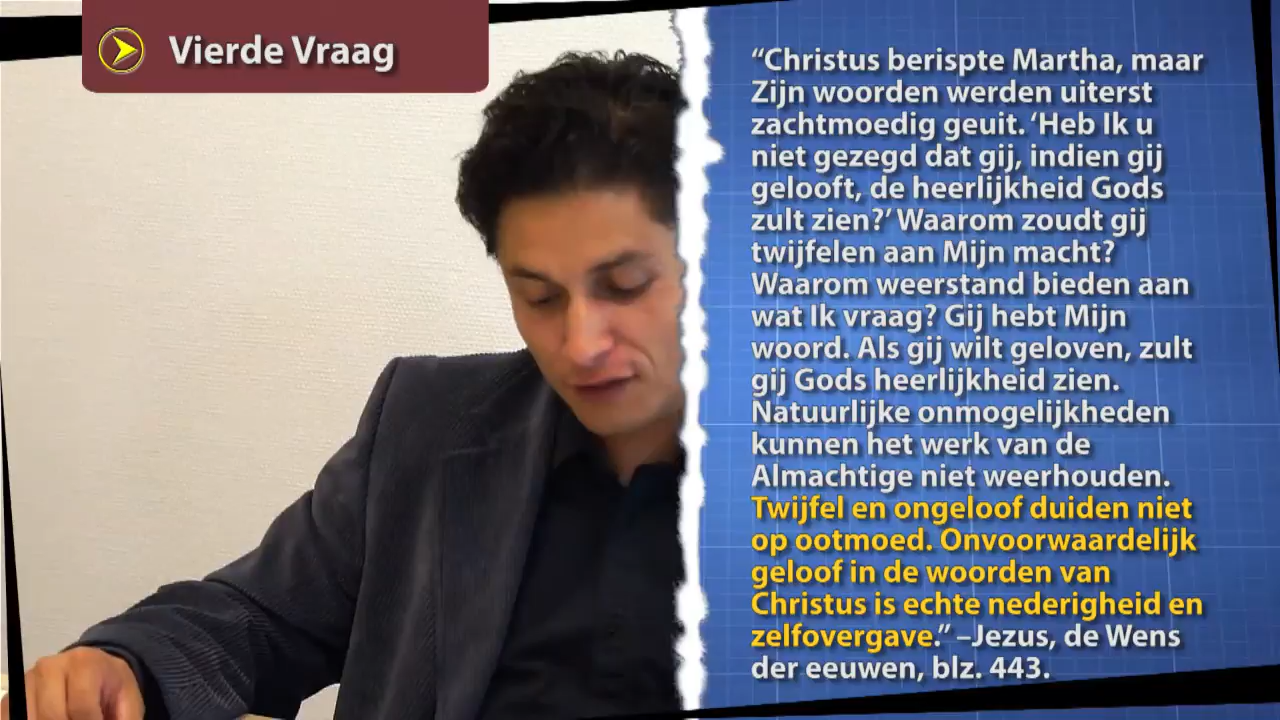 Vierde Vraag
“Christus berispte Martha, maar
Zijn woorden werden uiterst
zachtmoedig geuit. ‘Heb Ik u
niet gezegd dat gij, indien gij
gelooft, de heerlijkheid Gods
zult zien?’ Waarom zoudt gij
twijfelen aan Mijn macht?
Waarom weerstand bieden aan
wat Ik vraag? Gij hebt Mijn
woord. Als gij wilt geloven, zult
gij Gods heerlijkheid zien.
Natuurlijke onmogelijkheden
kunnen het werk van de
Almachtige niet weerhouden.
Twijfel en ongeloof duiden niet
op ootmoed. Onvoorwaardelijk
geloof in de woorden van
Christus is echte nederigheid en
zelfovergave.” –Jezus, de Wens
der eeuwen, blz. 443.